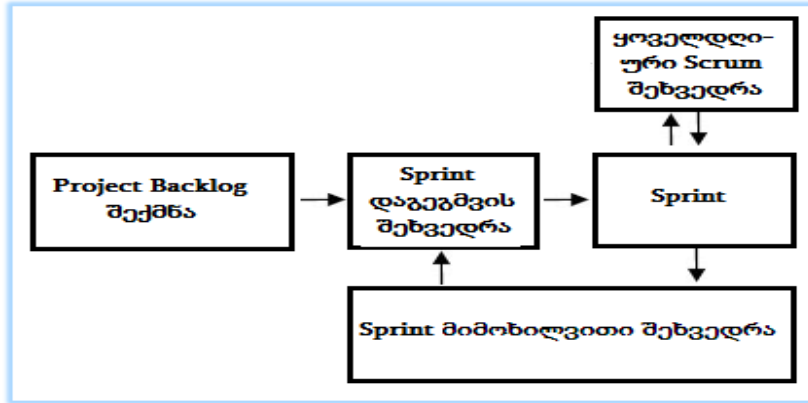 ყოველდღი-
ური Scrum
შეხვედრა
Project Backlog
შექმნა
Sprint
დაგეგმვის
შეხვედრა
Sprint
Sprint მიმოხილვითი შეხვედრა